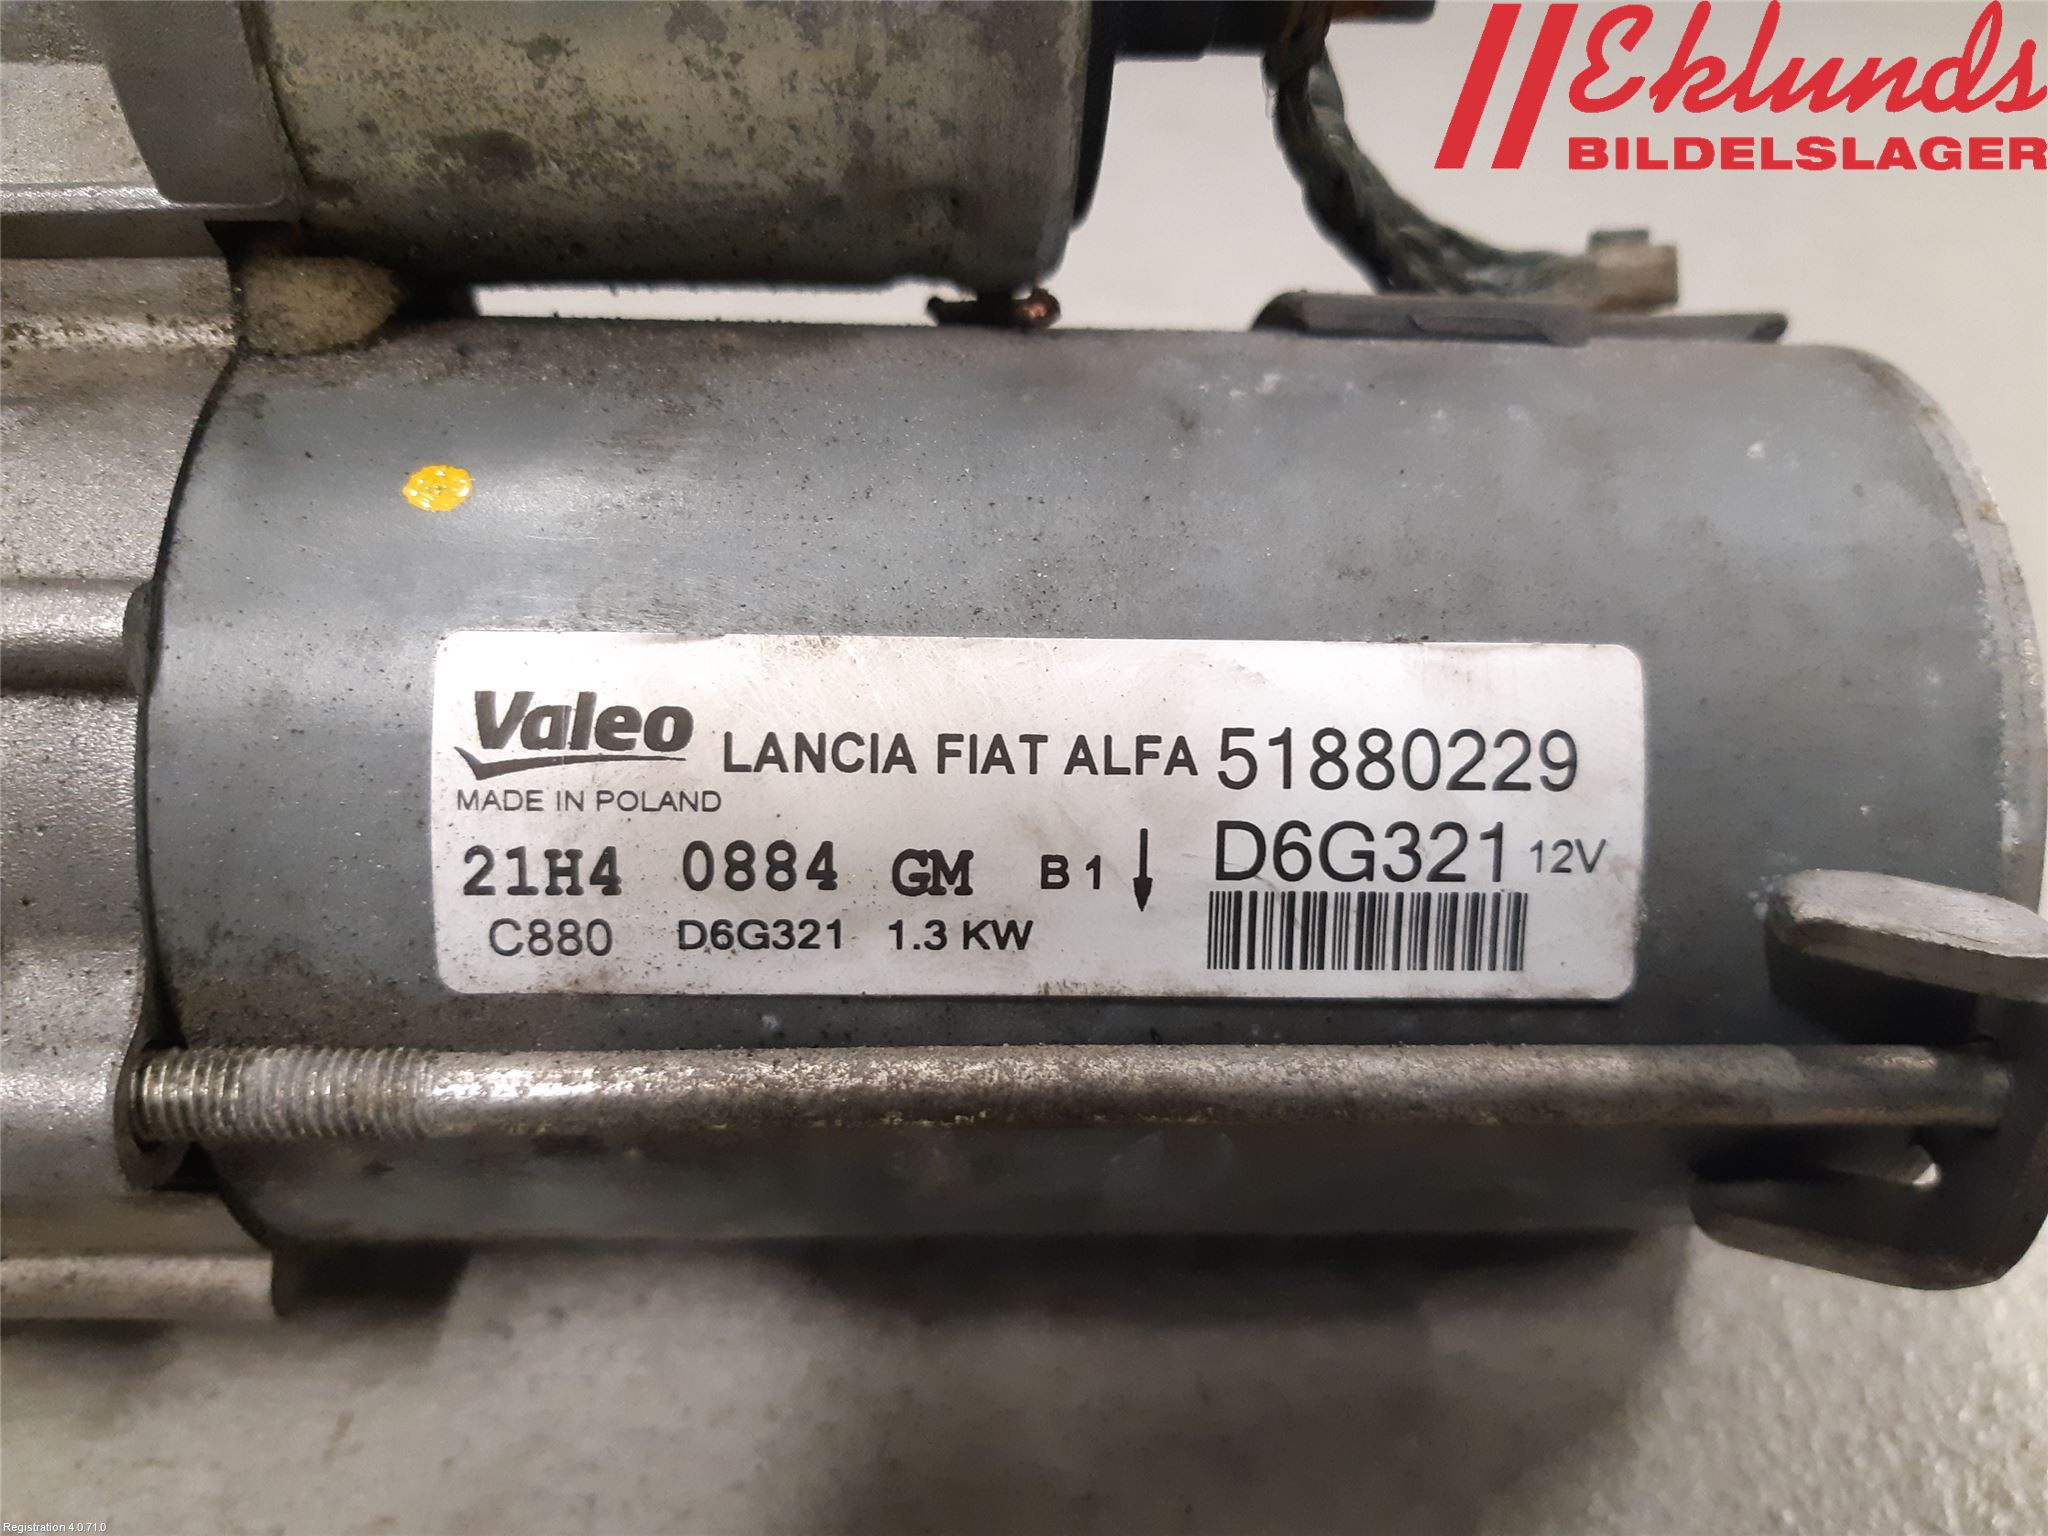 Eklunds
BILDELSLAGER
Valeo LANCIA FIAT ALFA 51880229
MADE IN POLAND
21H4 0884 GM B 1 D6G321 12V
C880 D6G321 1.3 KW
Registration 4.0.71.0